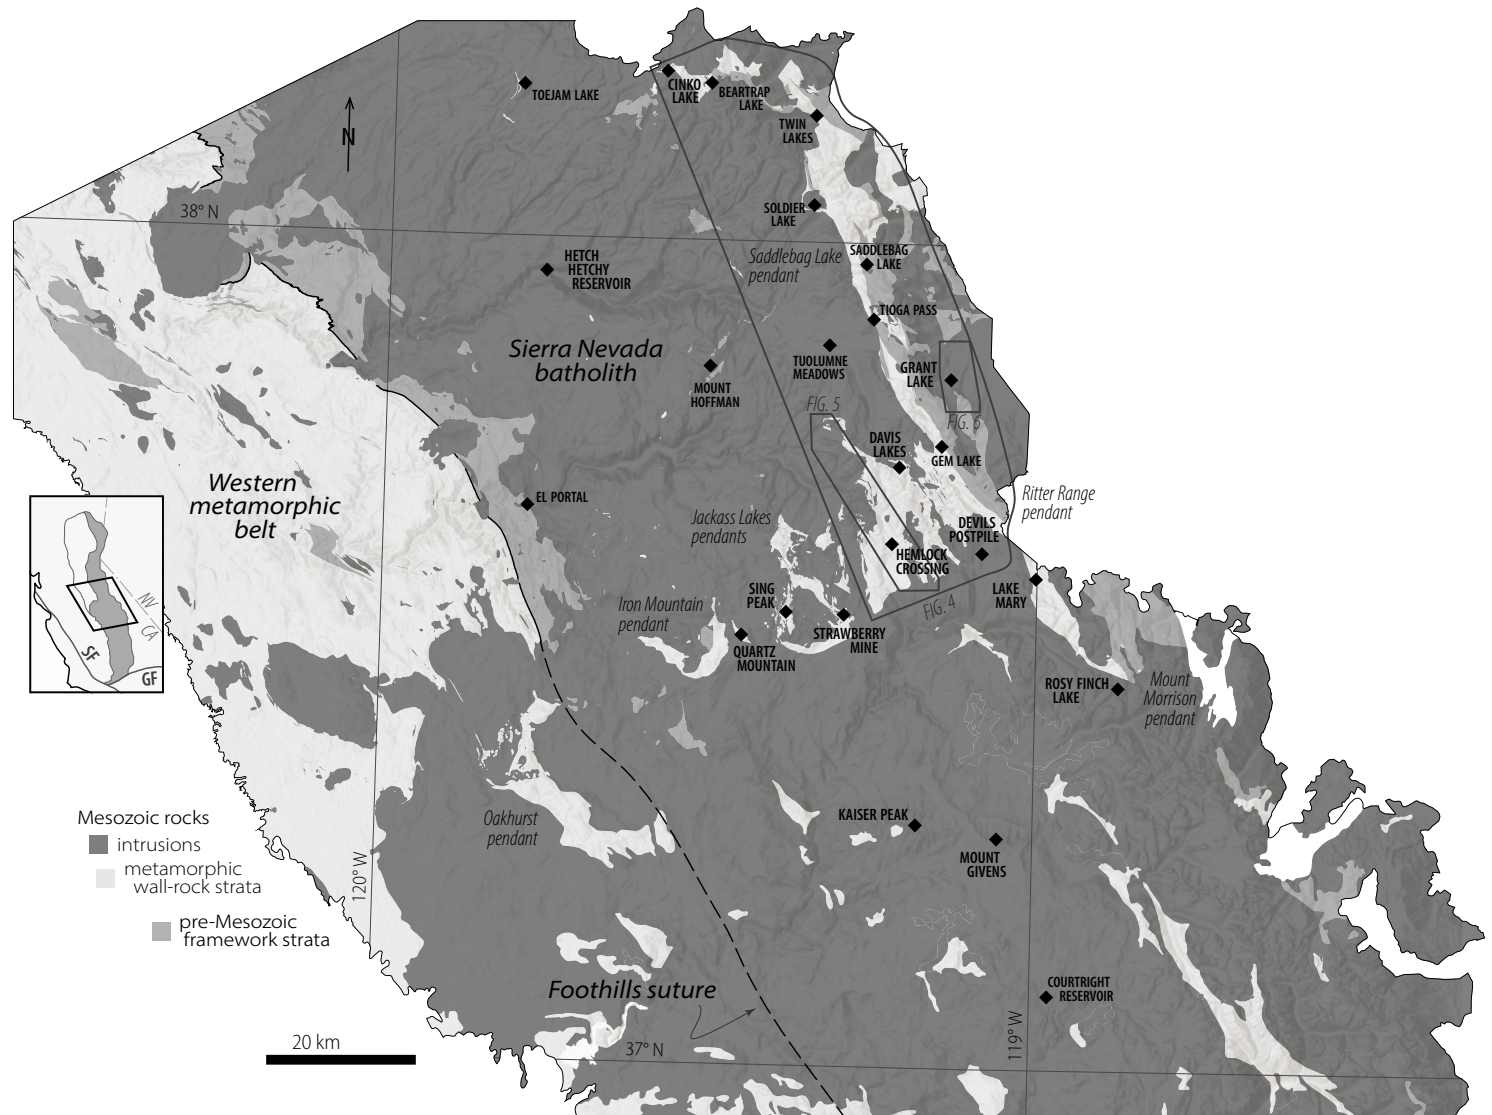 TOEJAM LAKE
CINKO
LAKE
BEARTRAP
LAKE
TWIN
LAKES
N
38° N
SOLDIER
LAKE
Saddlebag Lake
pendant
SADDLEBAG
LAKE
HETCH
HETCHY
RESERVOIR
TIOGA PASS
Sierra Nevada
batholith
TUOLUMNE
MEADOWS
MOUNT
HOFFMAN
GRANT
LAKE
FIG. 5
FIG. 6
DAVIS
LAKES
GEM LAKE
Western
metamorphic
belt
EL PORTAL
Ritter Range
pendant
Jackass Lakes
pendants
DEVILS
POSTPILE
HEMLOCK
CROSSING
LAKE
MARY
FIG. 4
SING
PEAK
Iron Mountain
pendant
STRAWBERRY
MINE
QUARTZ
MOUNTAIN
NV
CA
SF
GF
ROSY FINCH
LAKE
Mount
Morrison
pendant
Oakhurst
pendant
KAISER PEAK
MOUNT
GIVENS
Mesozoic rocks
intrusions
metamorphic
wall-rock strata
pre-Mesozoic
framework strata
120° W
Foothills suture
COURTRIGHT
RESERVOIR
119° W
20 km
37° N